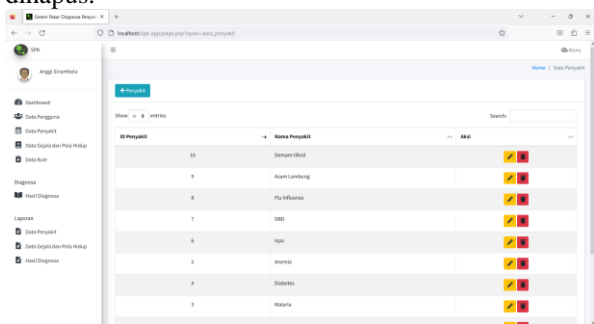 dihapus.
Sistem Pakar Diagnosa Penyaki
localhost/spk-app/page.php?open=data_penyakit
SPK
Menu
Anggi Sinambela
Home / Data Penyakit
+Penyakit
Dashboard
Data Pengguna
Data Penyakit
Data Gejala dan Pola Hidup
Data Rule
Diagnosa
Hasil Diagnosa
Laporan
Data Penyakit
Data Gejala dan Pola Hidup
Hasil Diagnosa
Show 10 entries
Search:
ID Penyakit Nama Penyakit Aksi
10 Demam tifoid
9 Asam Lambung
8 Flu Influenza
7 DBD
6 Ispa
5 Anemia
4 Diabetes
3 Malaria